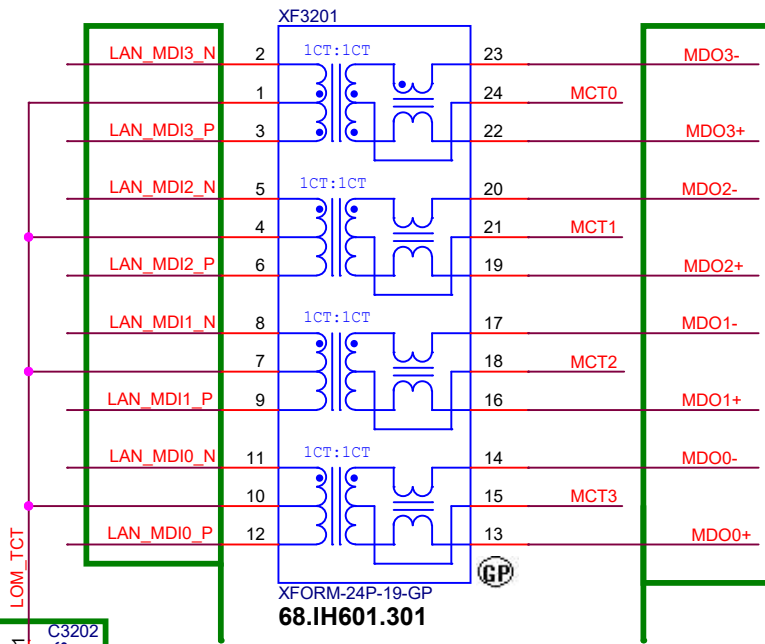 XF3201
1CT:1CT
LAN_MDI3_N 2 23 MDO3-
1 24 MCT0
LAN_MDI3_P 3 22 MDO3+
1CT:1CT
LAN_MDI2_N 5 20 MDO2-
4 21 MCT1
LAN_MDI2_P 6 19 MDO2+
1CT:1CT
LAN_MDI1_N 8 17 MDO1-
7 18 MCT2
LAN_MDI1_P 9 16 MDO1+
1CT:1CT
LAN_MDI0_N 11 14 MDO0-
10 15 MCT3
LAN_MDI0_P 12 13 MDO0+
LOM_TCT
GP
XFORM-24P-19-GP
68.IH601.301
C3202
1